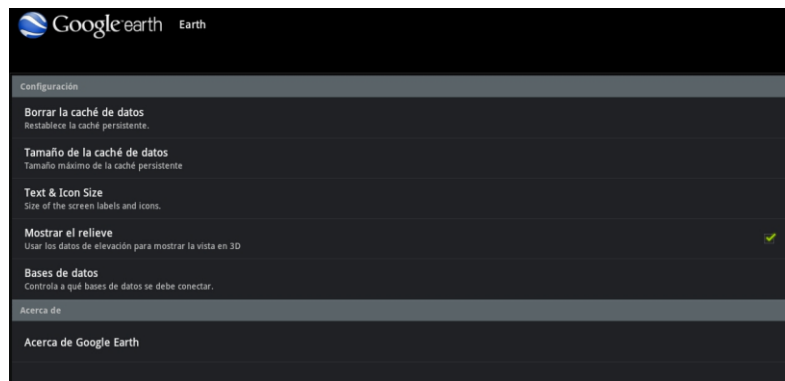 Google earth Earth
Configuración
Borrar la caché de datos
Restablece la caché persistente.
Tamaño de la caché de datos
Tamaño máximo de la caché persistente
Text & Icon Size
Size of the screen labels and icons.
Mostrar el relieve
Usar los datos de elevación para mostrar la vista en 3D
Bases de datos
Controla a qué bases de datos se debe conectar.
Acerca de
Acerca de Google Earth